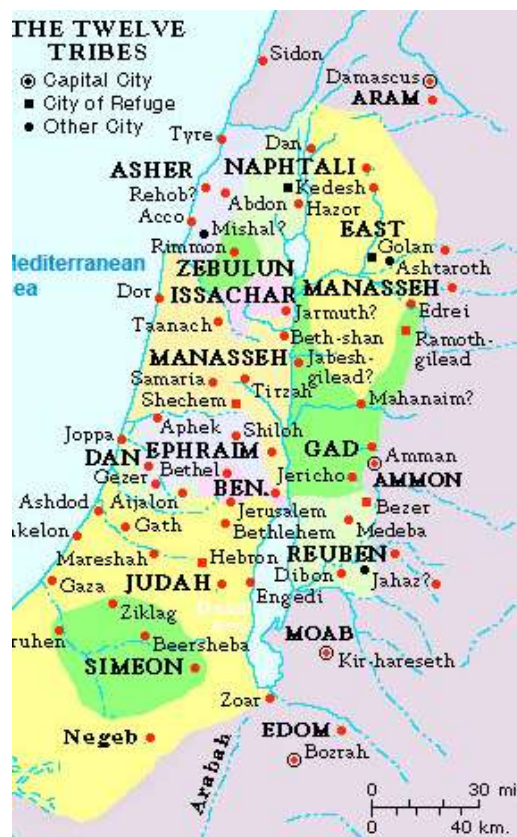 THE TWELVE
TRIBES
Capital City
City of Refuge
Other City
Sidon
Damascus
ARAM
Tyre
Dan
ASHER
NAPHTALI
Rehob?
Kedesh
Abdon
Hazor
Acco
Mishal?
EAST
Golan
Rimmon
Ashtaroth
Mediterranean
ea
ZEBULUN
ISSACHAR
MANASSEH
Dor
Jarmuth?
Edrei
Taanach
Beth-shan
Ramoth-
gilead
MANASSEH
Jabesh-
gilead?
Samaria
Tirzah
Shechem
Mahanaim?
Aphek
Joppa
Shiloh
DAN
EPHRAIM
GAD
Gezer
Bethel
Amman
BEN.
Jericho
AMMON
Ashdod
Aijalon
Jerusalem
Bezer
kelon
Gath
Bethlehem
Medeba
Mareshah
Hebron
REUBEN
Gaza
JUDAH
Dibon
Jahaz?
Engedi
Ziklag
ruhen
Beersheba
MOAB
SIMEON
Kir-hareseth
Zoar
Negeb
EDOM
Arabah
Bozrah
0 30 mi
0 40 km.